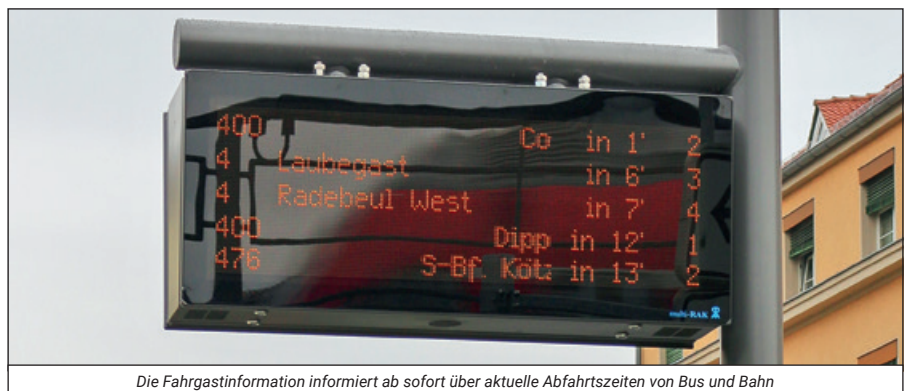 400 Co in 1' 2
4 Laubegast in 6' 3
4 Radebeul West in 7' 4
400 Dipp in 12' 1
476 S-Bf. Köt in 13' 2
multi-RAK
Die Fahrgastinformation informiert ab sofort über aktuelle Abfahrtszeiten von Bus und Bahn